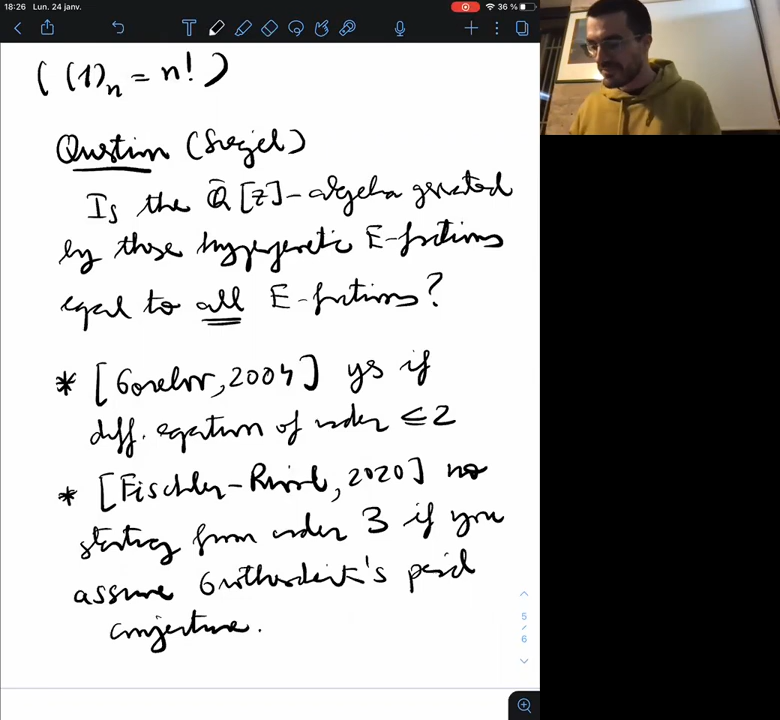 18:26 Lun. 24 janv.
36 %
( (1)_n = n! )
Question (Siegel)
Is the Q̄[z]-algebra generated
by those hypergeometric E-functions
equal to all E-functions?
* [Gorelov, 2004] yes if
diff. equation of order ≤ 2
* [Fischler-Rivoal, 2020] no
starting from order 3 if you
assume Grothendieck's period
conjecture.
5
/
6